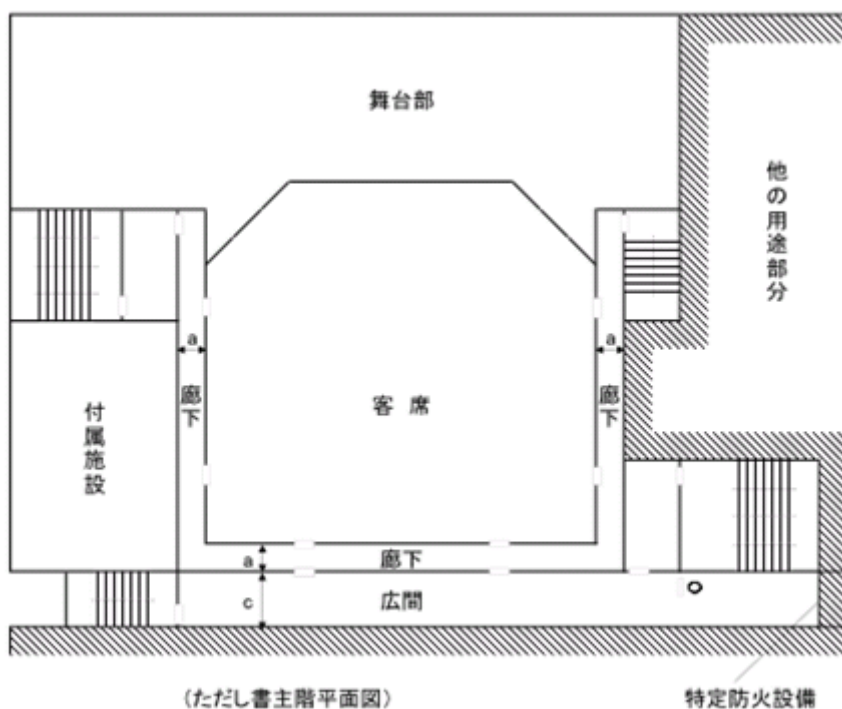 舞台部
他の用途部分
a
a
廊下
客 席
廊下
付属施設
a
廊下
c
広間
(ただし書主階平面図)
特定防火設備